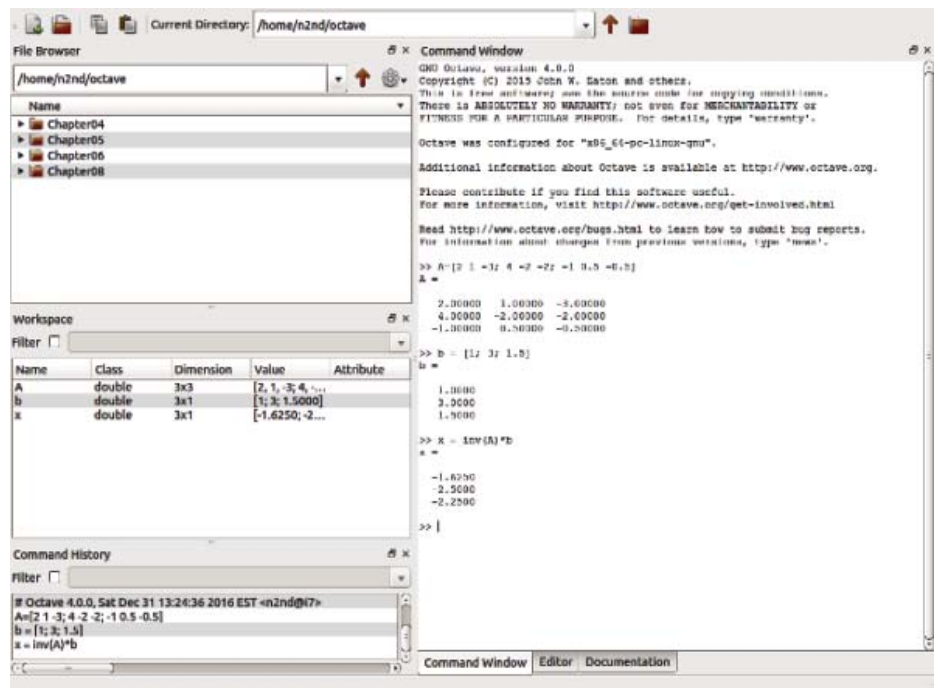 Current Directory: /home/n2nd/octave
File Browser
/home/n2nd/octave
Name
Chapter04
Chapter05
Chapter06
Chapter08
Workspace
Filter
Name Class Dimension Value Attribute
A double 3x3 [2, 1, -3; 4, -...
b double 3x1 [1; 3; 1.5000]
x double 3x1 [-1.6250; -2...
Command History
Filter
# Octave 4.0.0, Sat Dec 31 13:24:36 2016 EST <n2nd@i7>
A=[2 1 -3; 4 -2 -2; -1 0.5 -0.5]
b = [1; 3; 1.5]
x = inv(A)*b
Command Window
GNU Octave, version 4.0.0
Copyright (C) 2015 John W. Eaton and others.
This is free software; see the source code for copying conditions.
There is ABSOLUTELY NO WARRANTY; not even for MERCHANTABILITY or
FITNESS FOR A PARTICULAR PURPOSE. For details, type 'warranty'.
Octave was configured for "x86_64-pc-linux-gnu".
Additional information about Octave is available at http://www.octave.org.
Please contribute if you find this software useful.
For more information, visit http://www.octave.org/get-involved.html
Read http://www.octave.org/bugs.html to learn how to submit bug reports.
For information about changes from previous versions, type 'news'.
>> A=[2 1 -3; 4 -2 -2; -1 0.5 -0.5]
A =
2.00000 1.00000 -3.00000
4.00000 -2.00000 -2.00000
-1.00000 0.50000 -0.50000
>> b = [1; 3; 1.5]
b =
1.0000
3.0000
1.5000
>> x = inv(A)*b
x =
-1.6250
-2.5000
-2.2500
>>
Command Window Editor Documentation